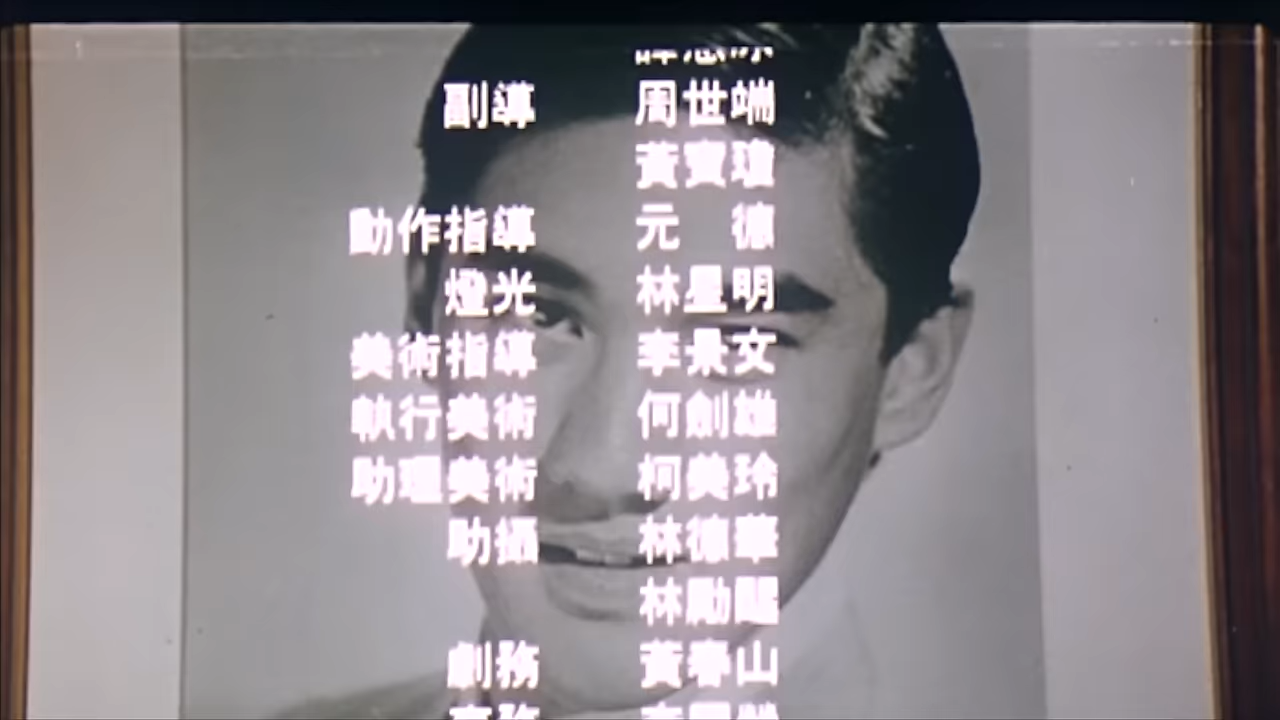 副導 周世端
黃寶瓊
動作指導 元 德
燈光 林星明
美術指導 李景文
執行美術 何劍雄
助理美術 柯美玲
助攝 林德華
林勵醒
劇務 黃春山